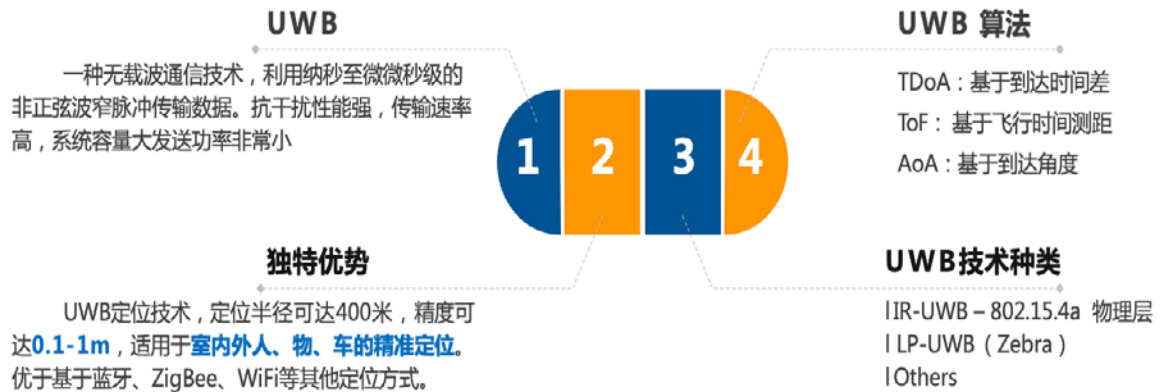 UWB
一种无载波通信技术，利用纳秒至微微秒级的
非正弦波窄脉冲传输数据。抗干扰性能强，传输速率
高，系统容量大发送功率非常小
UWB 算法
TDoA：基于到达时间差
ToF：基于飞行时间测距
AoA：基于到达角度
1 2 3 4
独特优势
UWB定位技术，定位半径可达400米，精度可
达0.1-1m，适用于室内外人、物、车的精准定位。
优于基于蓝牙、ZigBee、WiFi等其他定位方式。
UWB技术种类
l IR-UWB – 802.15.4a 物理层
l LP-UWB（Zebra）
l Others